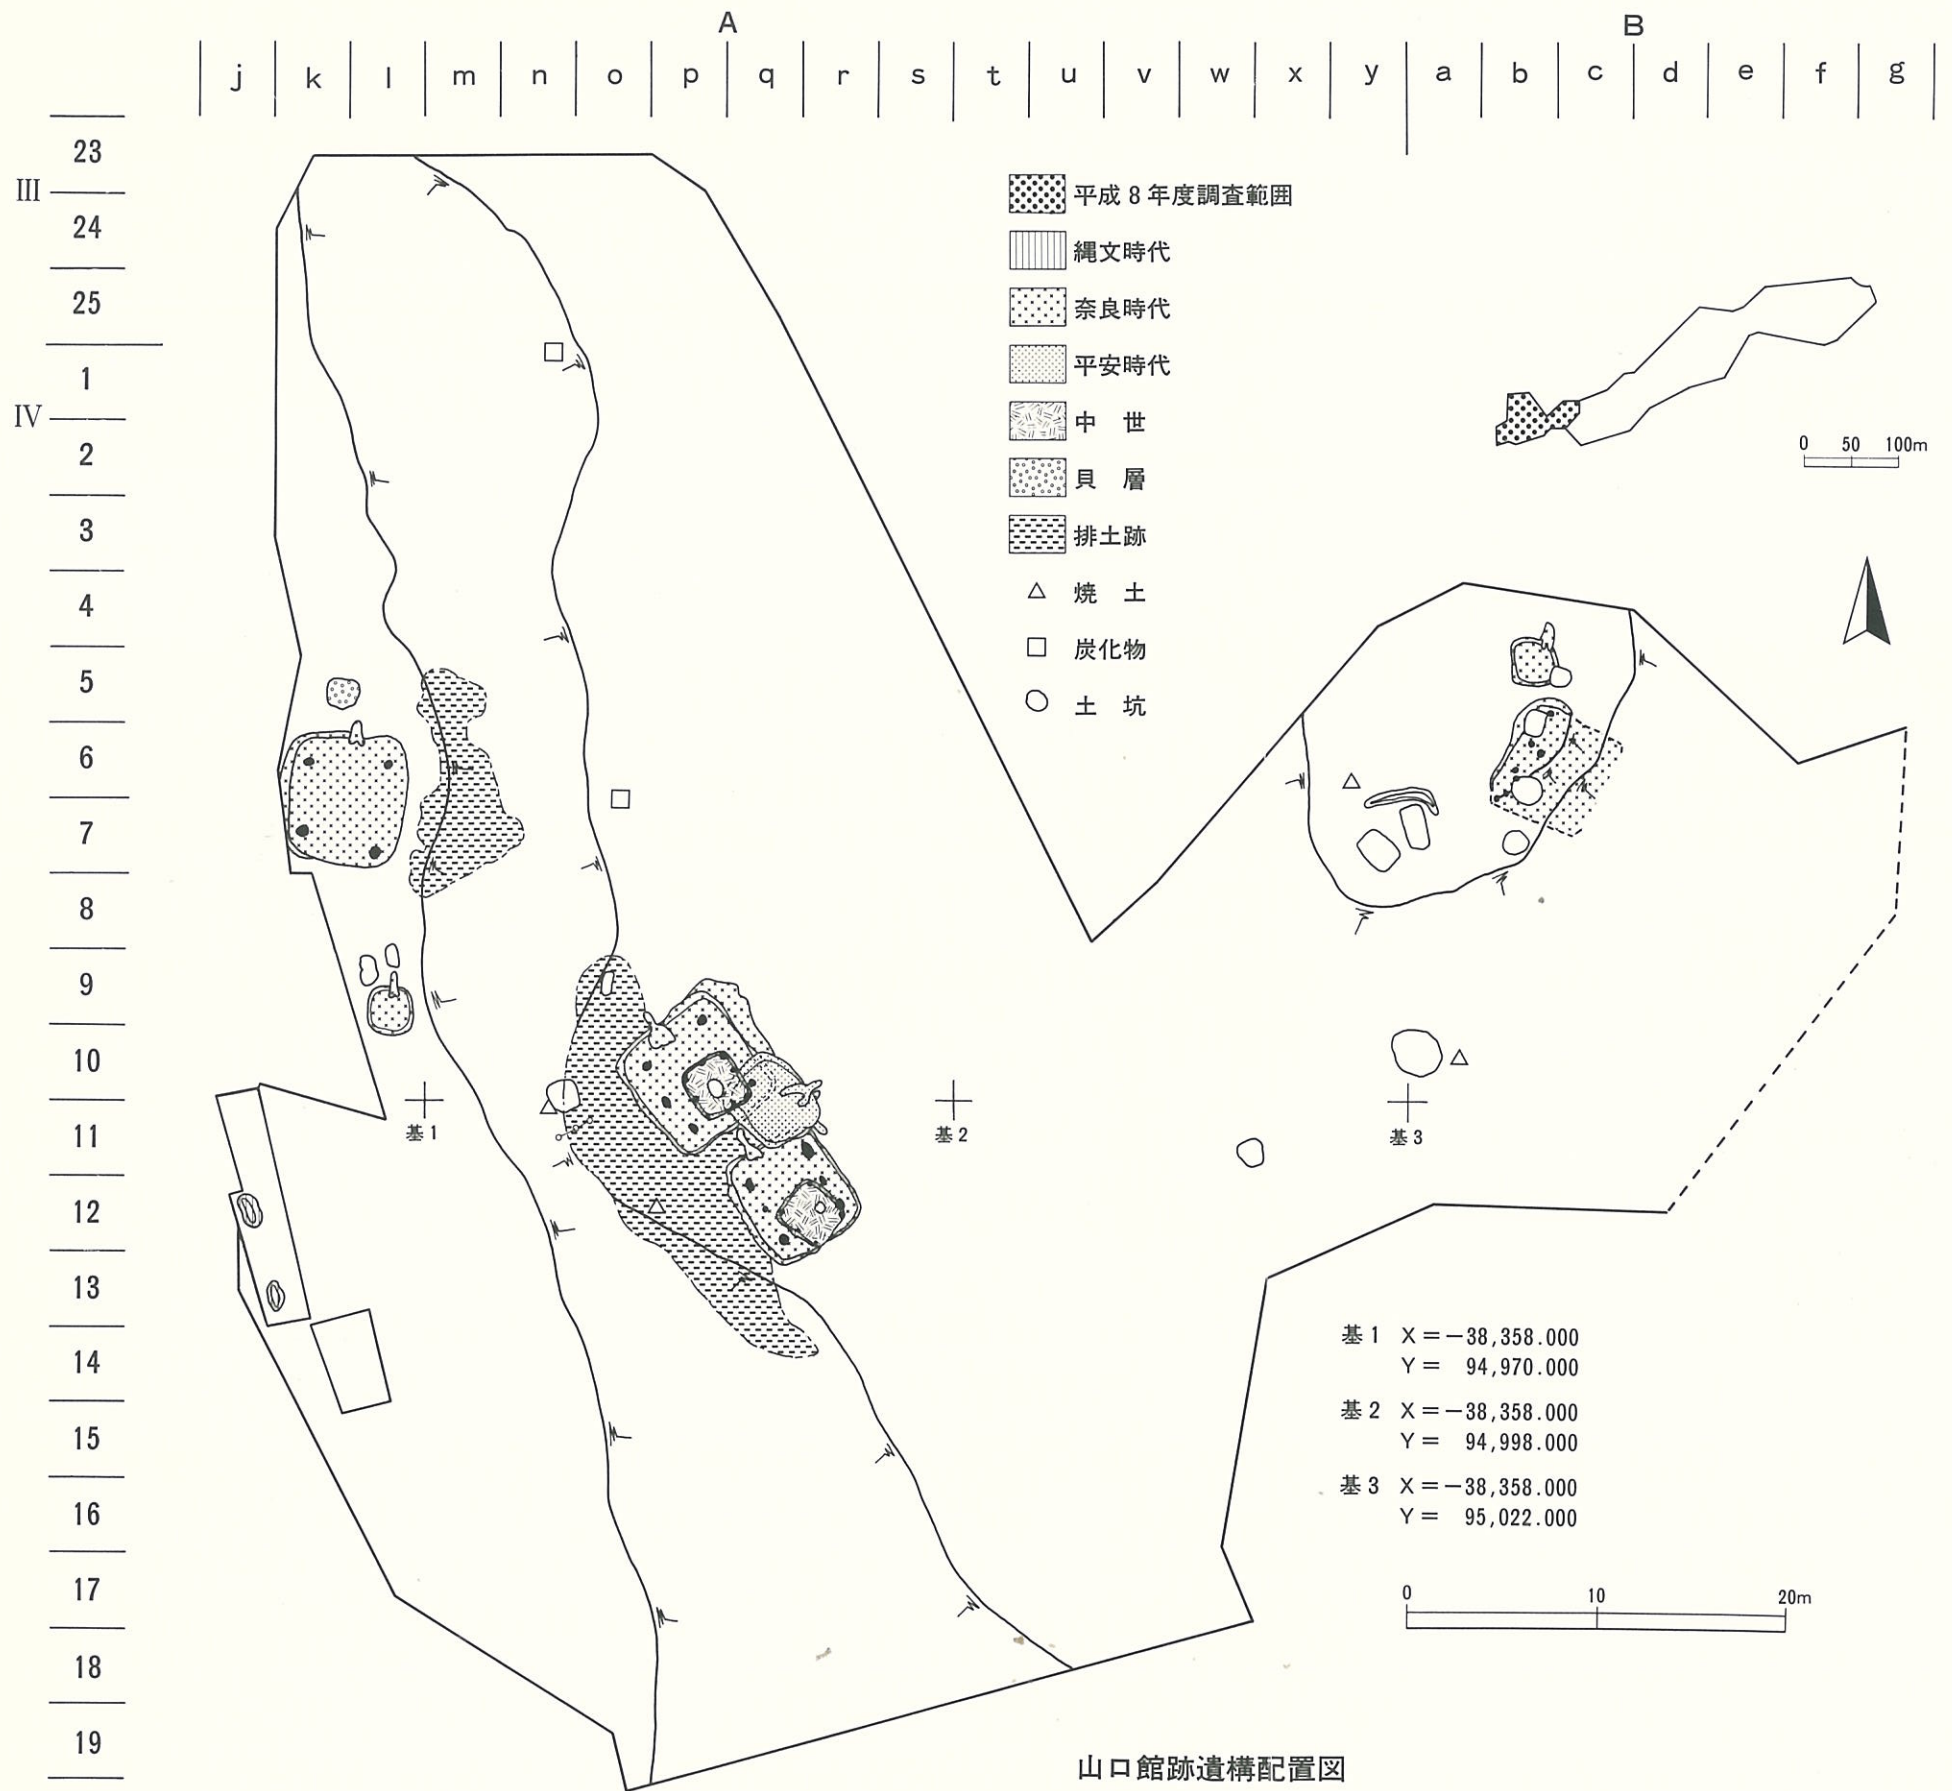 A B
j k l m n o p q r s t u v w x y a b c d e f g
23
III
24
25
1
IV
2
3
4
5
6
7
8
9
10
11
12
13
14
15
16
17
18
19
平成8年度調査範囲
縄文時代
奈良時代
平安時代
中 世
貝 層
排土跡
焼 土
炭化物
土 坑
0 50 100m
基1
基2
基3
基1 X=-38,358.000
Y= 94,970.000
基2 X=-38,358.000
Y= 94,998.000
基3 X=-38,358.000
Y= 95,022.000
0 10 20m
山口館跡遺構配置図